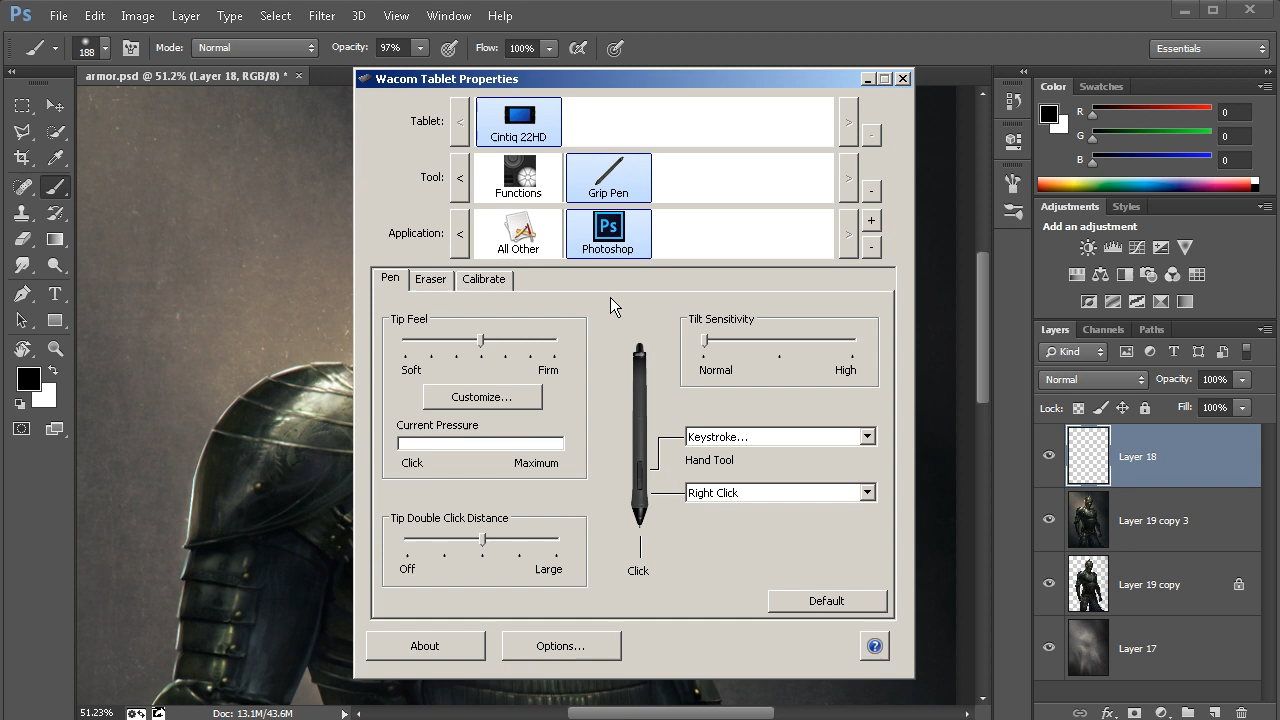 Ps File Edit Image Layer Type Select Filter 3D View Window Help
188 Mode: Normal Opacity: 97% Flow: 100% Essentials
armor.psd @ 51.2% (Layer 18, RGB/8) *
Wacom Tablet Properties
Tablet: Cintiq 22HD
Tool: Functions Grip Pen
Application: All Other Ps Photoshop
Pen Eraser Calibrate
Tip Feel
Soft Firm
Customize...
Current Pressure
Click Maximum
Tip Double Click Distance
Off Large
Tilt Sensitivity
Normal High
Keystroke...
Hand Tool
Right Click
Click
Default
About Options...
Color Swatches
R 0
G 0
B 0
Adjustments Styles
Add an adjustment
Layers Channels Paths
Kind
Normal Opacity: 100%
Lock: Fill: 100%
Layer 18
Layer 19 copy 3
Layer 19 copy
Layer 17
51.23% Doc: 13.1M/43.6M